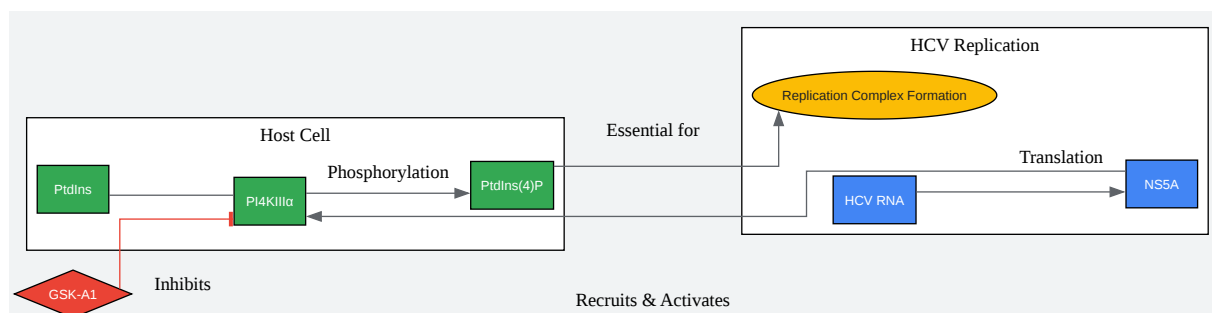 HCV Replication
Replication Complex Formation
Essential for
Host Cell
Phosphorylation
Translation
PtdIns
PI4KIIIα
PtdIns(4)P
HCV RNA
NS5A
GSK-A1
Inhibits
Recruits & Activates